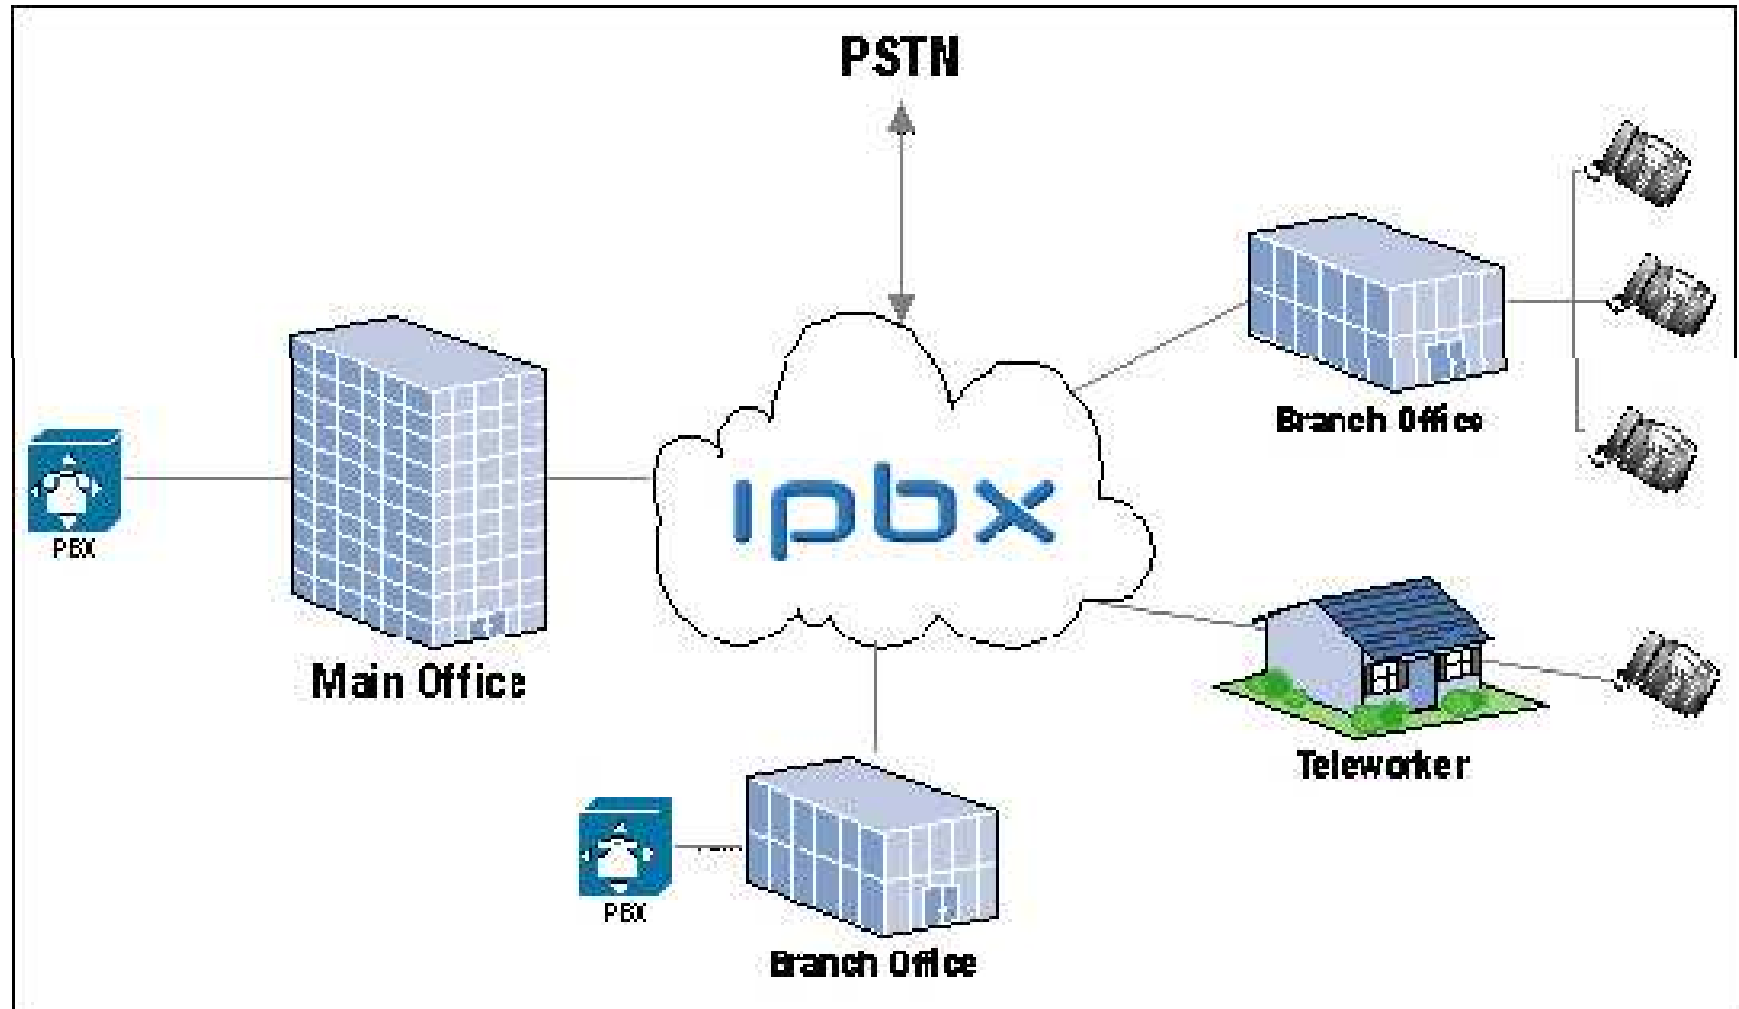 PSTN
Branch Office
ipbx
PBX
Main Office
Teleworker
PBX
Branch Office